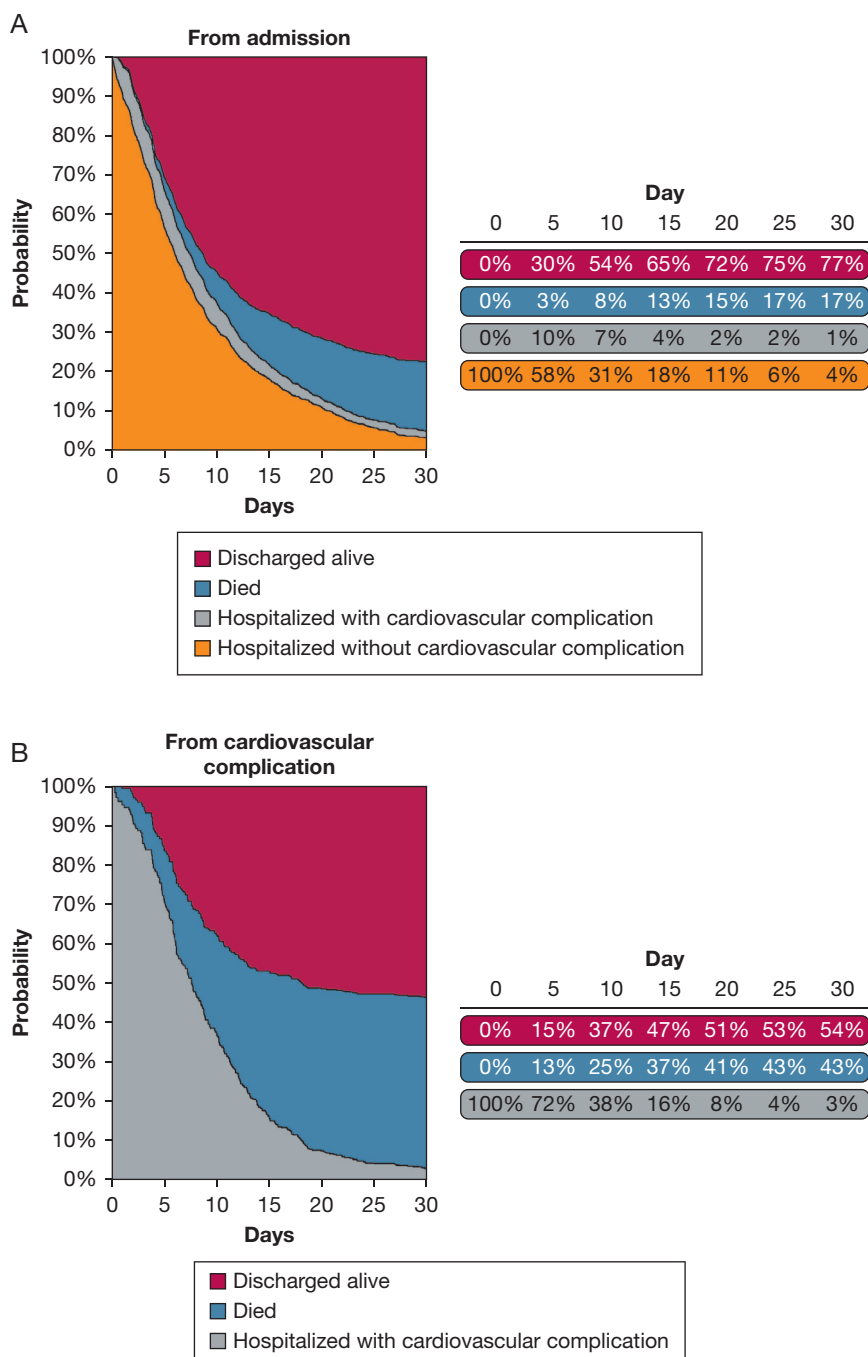 A
From admission
100%
90%
80%
70%
60%
50%
40%
30%
20%
10%
0%
Probability
0 5 10 15 20 25 30
Days
Day
0 5 10 15 20 25 30
0% 30% 54% 65% 72% 75% 77%
0% 3% 8% 13% 15% 17% 17%
0% 10% 7% 4% 2% 2% 1%
100% 58% 31% 18% 11% 6% 4%
Discharged alive
Died
Hospitalized with cardiovascular complication
Hospitalized without cardiovascular complication
B
From cardiovascular
complication
100%
90%
80%
70%
60%
50%
40%
30%
20%
10%
0%
Probability
0 5 10 15 20 25 30
Days
Day
0 5 10 15 20 25 30
0% 15% 37% 47% 51% 53% 54%
0% 13% 25% 37% 41% 43% 43%
100% 72% 38% 16% 8% 4% 3%
Discharged alive
Died
Hospitalized with cardiovascular complication